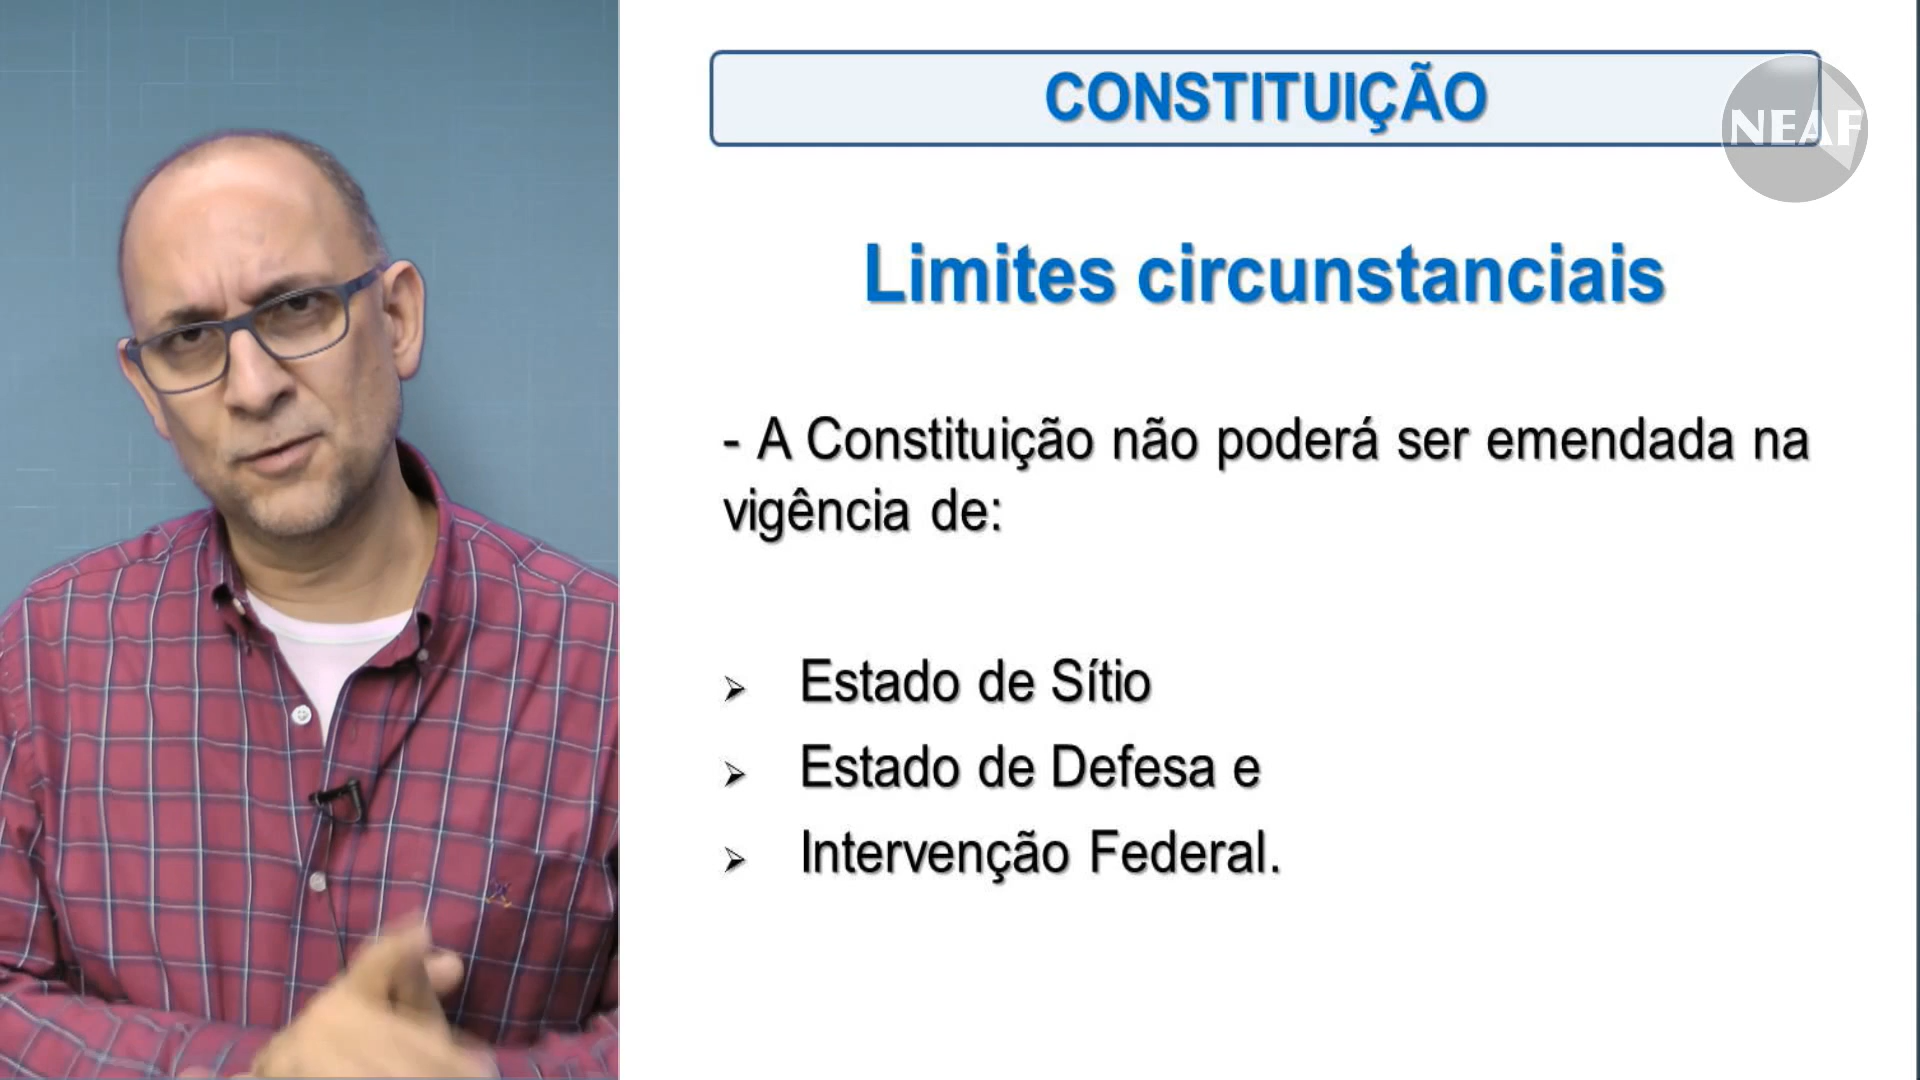 CONSTITUIÇÃO
NEAF
Limites circunstanciais
- A Constituição não poderá ser emendada na
vigência de:
➢ Estado de Sítio
➢ Estado de Defesa e
➢ Intervenção Federal.